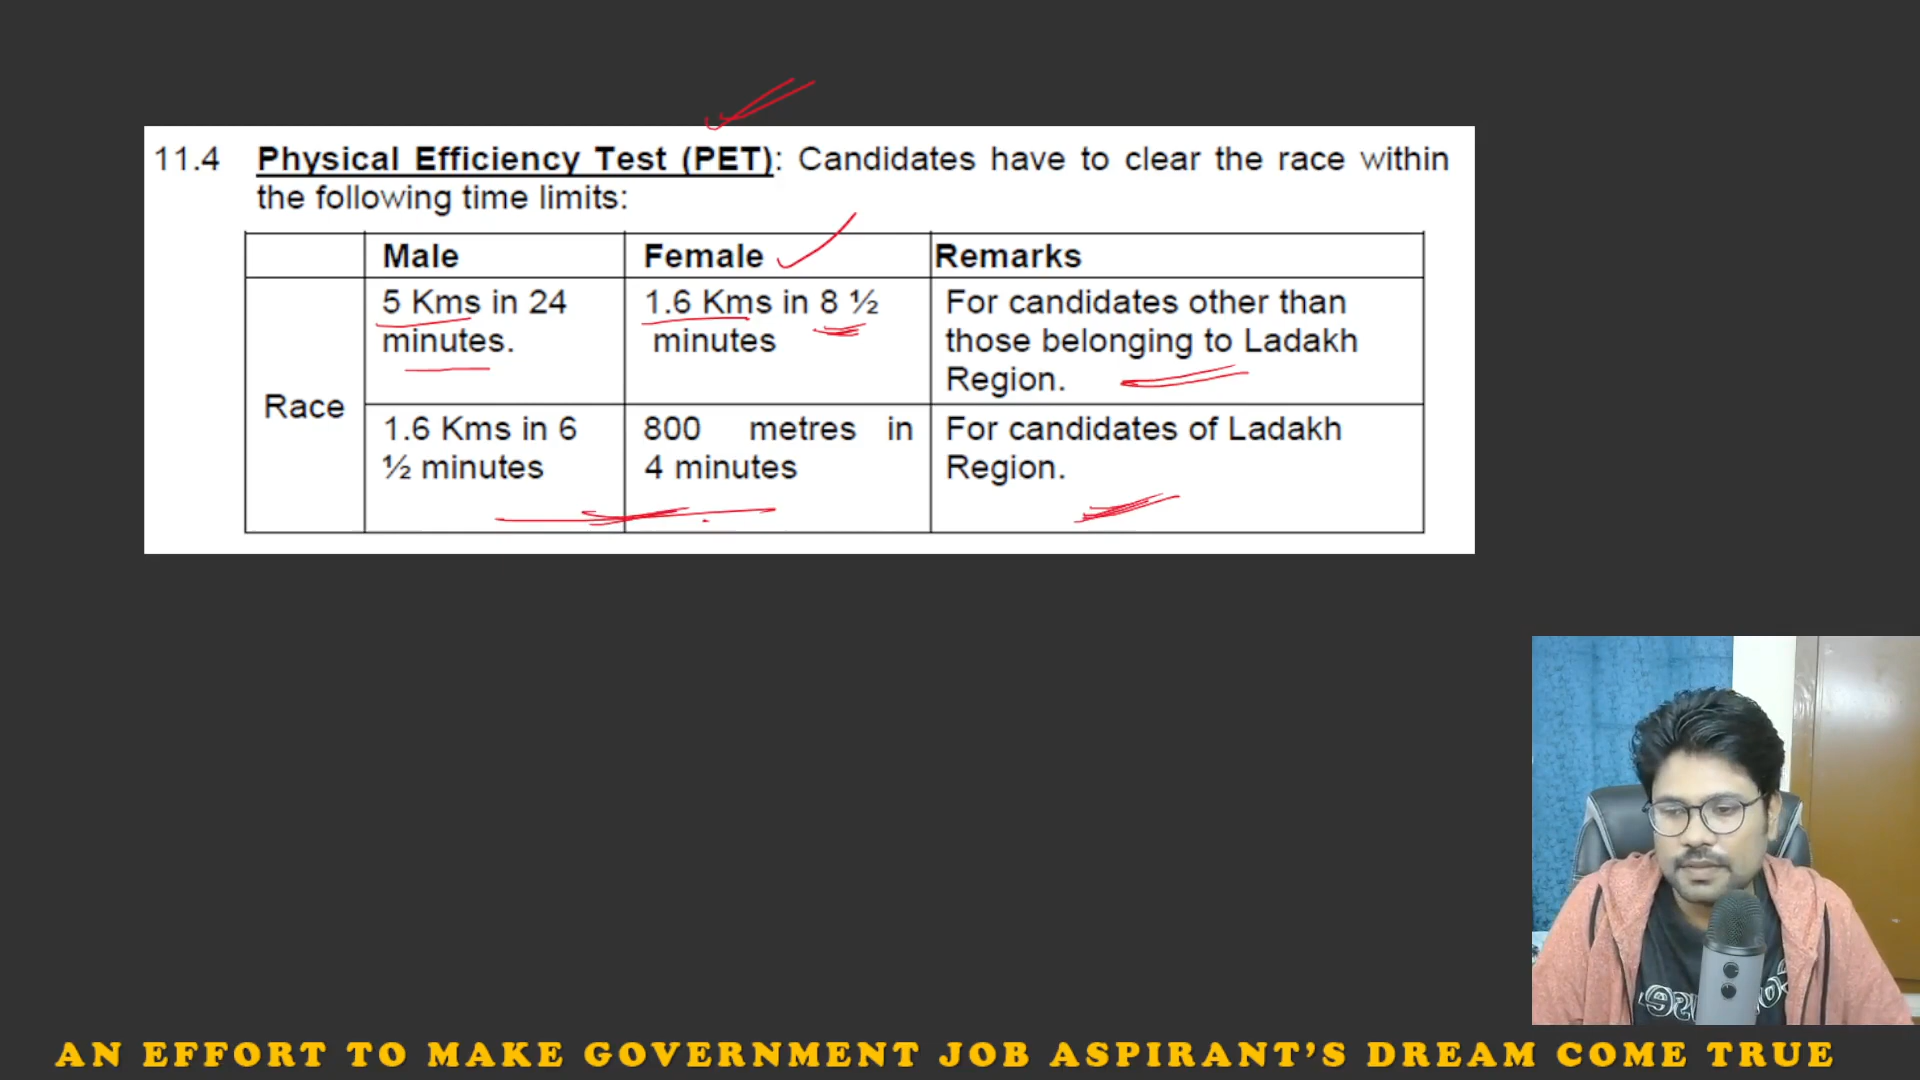 11.4 Physical Efficiency Test (PET): Candidates have to clear the race within
the following time limits:
Male Female Remarks
Race
5 Kms in 24
minutes.
1.6 Kms in 8 ½
minutes
For candidates other than
those belonging to Ladakh
Region.
1.6 Kms in 6
½ minutes
800 metres in
4 minutes
For candidates of Ladakh
Region.
AN EFFORT TO MAKE GOVERNMENT JOB ASPIRANT’S DREAM COME TRUE